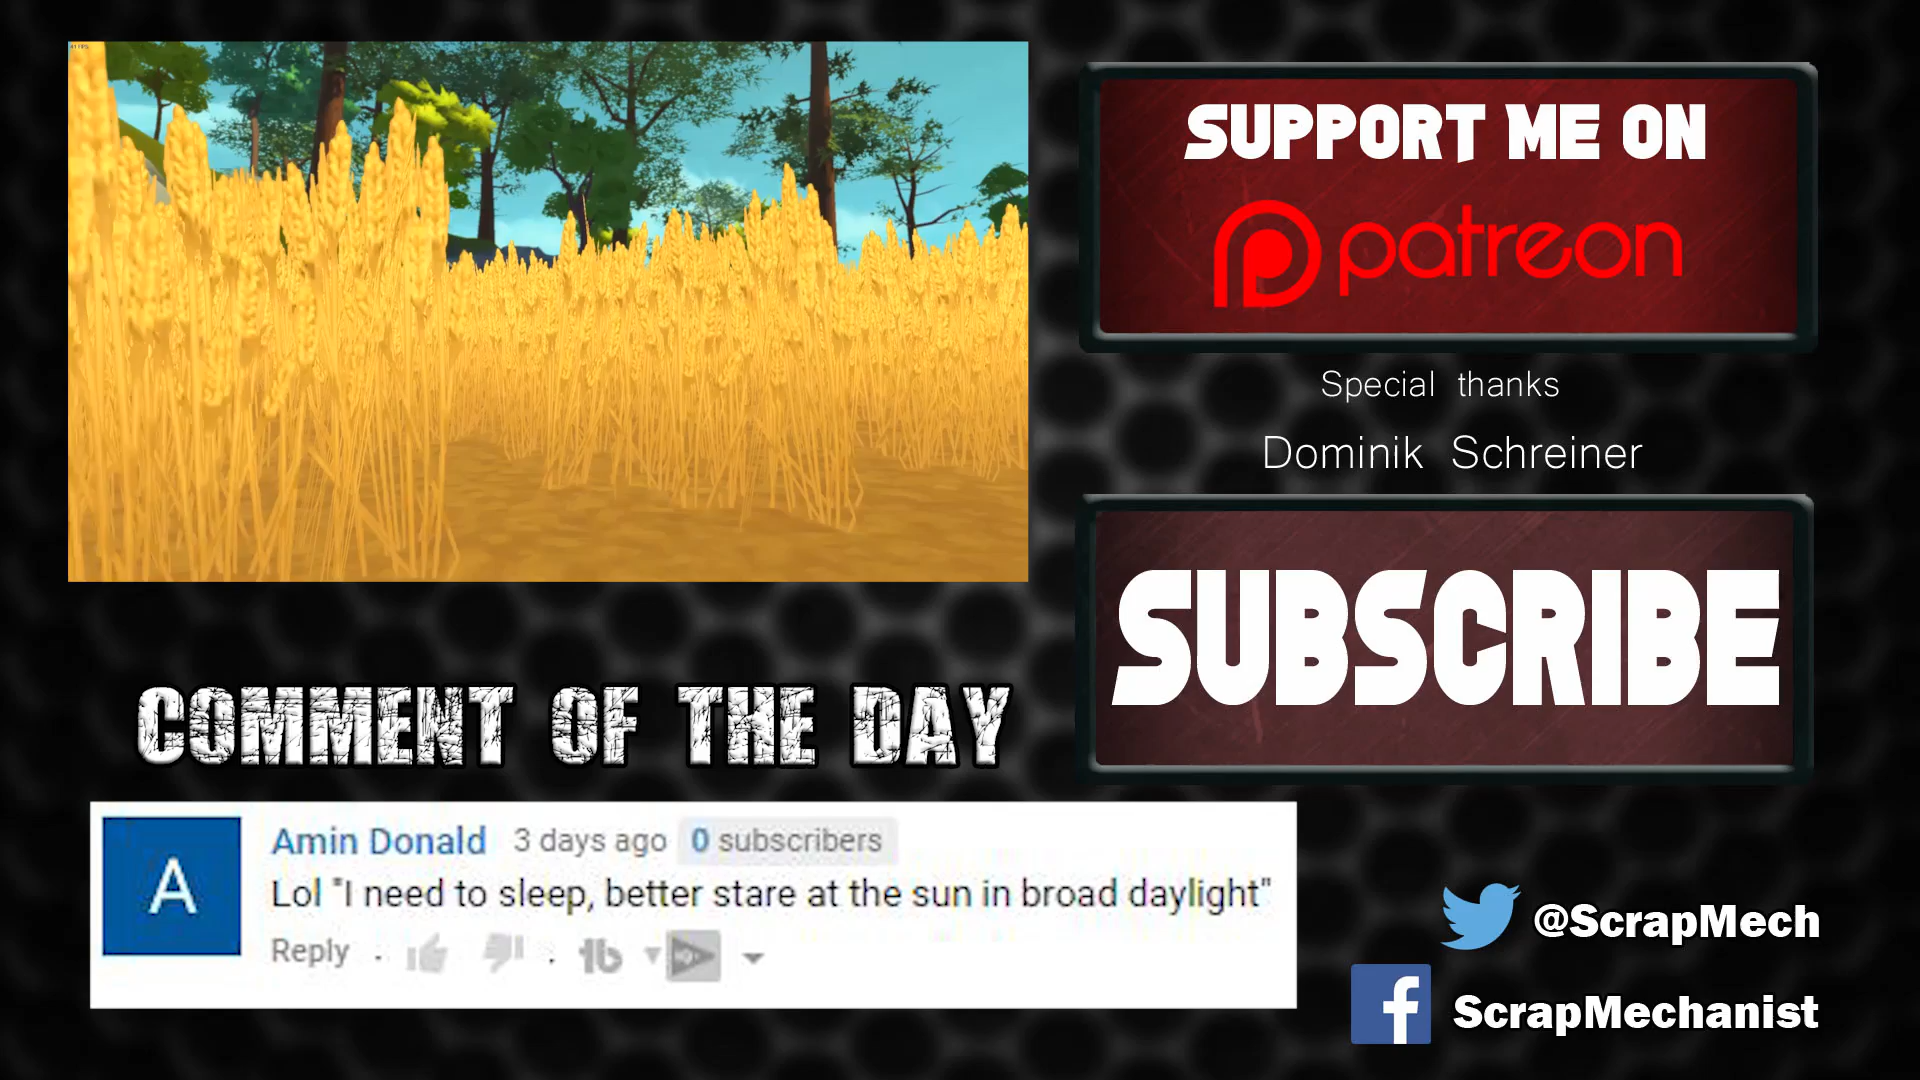 SUPPORT ME ON
patreon
Special thanks
Dominik Schreiner
SUBSCRIBE
COMMENT OF THE DAY
A
Amin Donald 3 days ago 0 subscribers
Lol "I need to sleep, better stare at the sun in broad daylight"
Reply
@ScrapMech
f ScrapMechanist